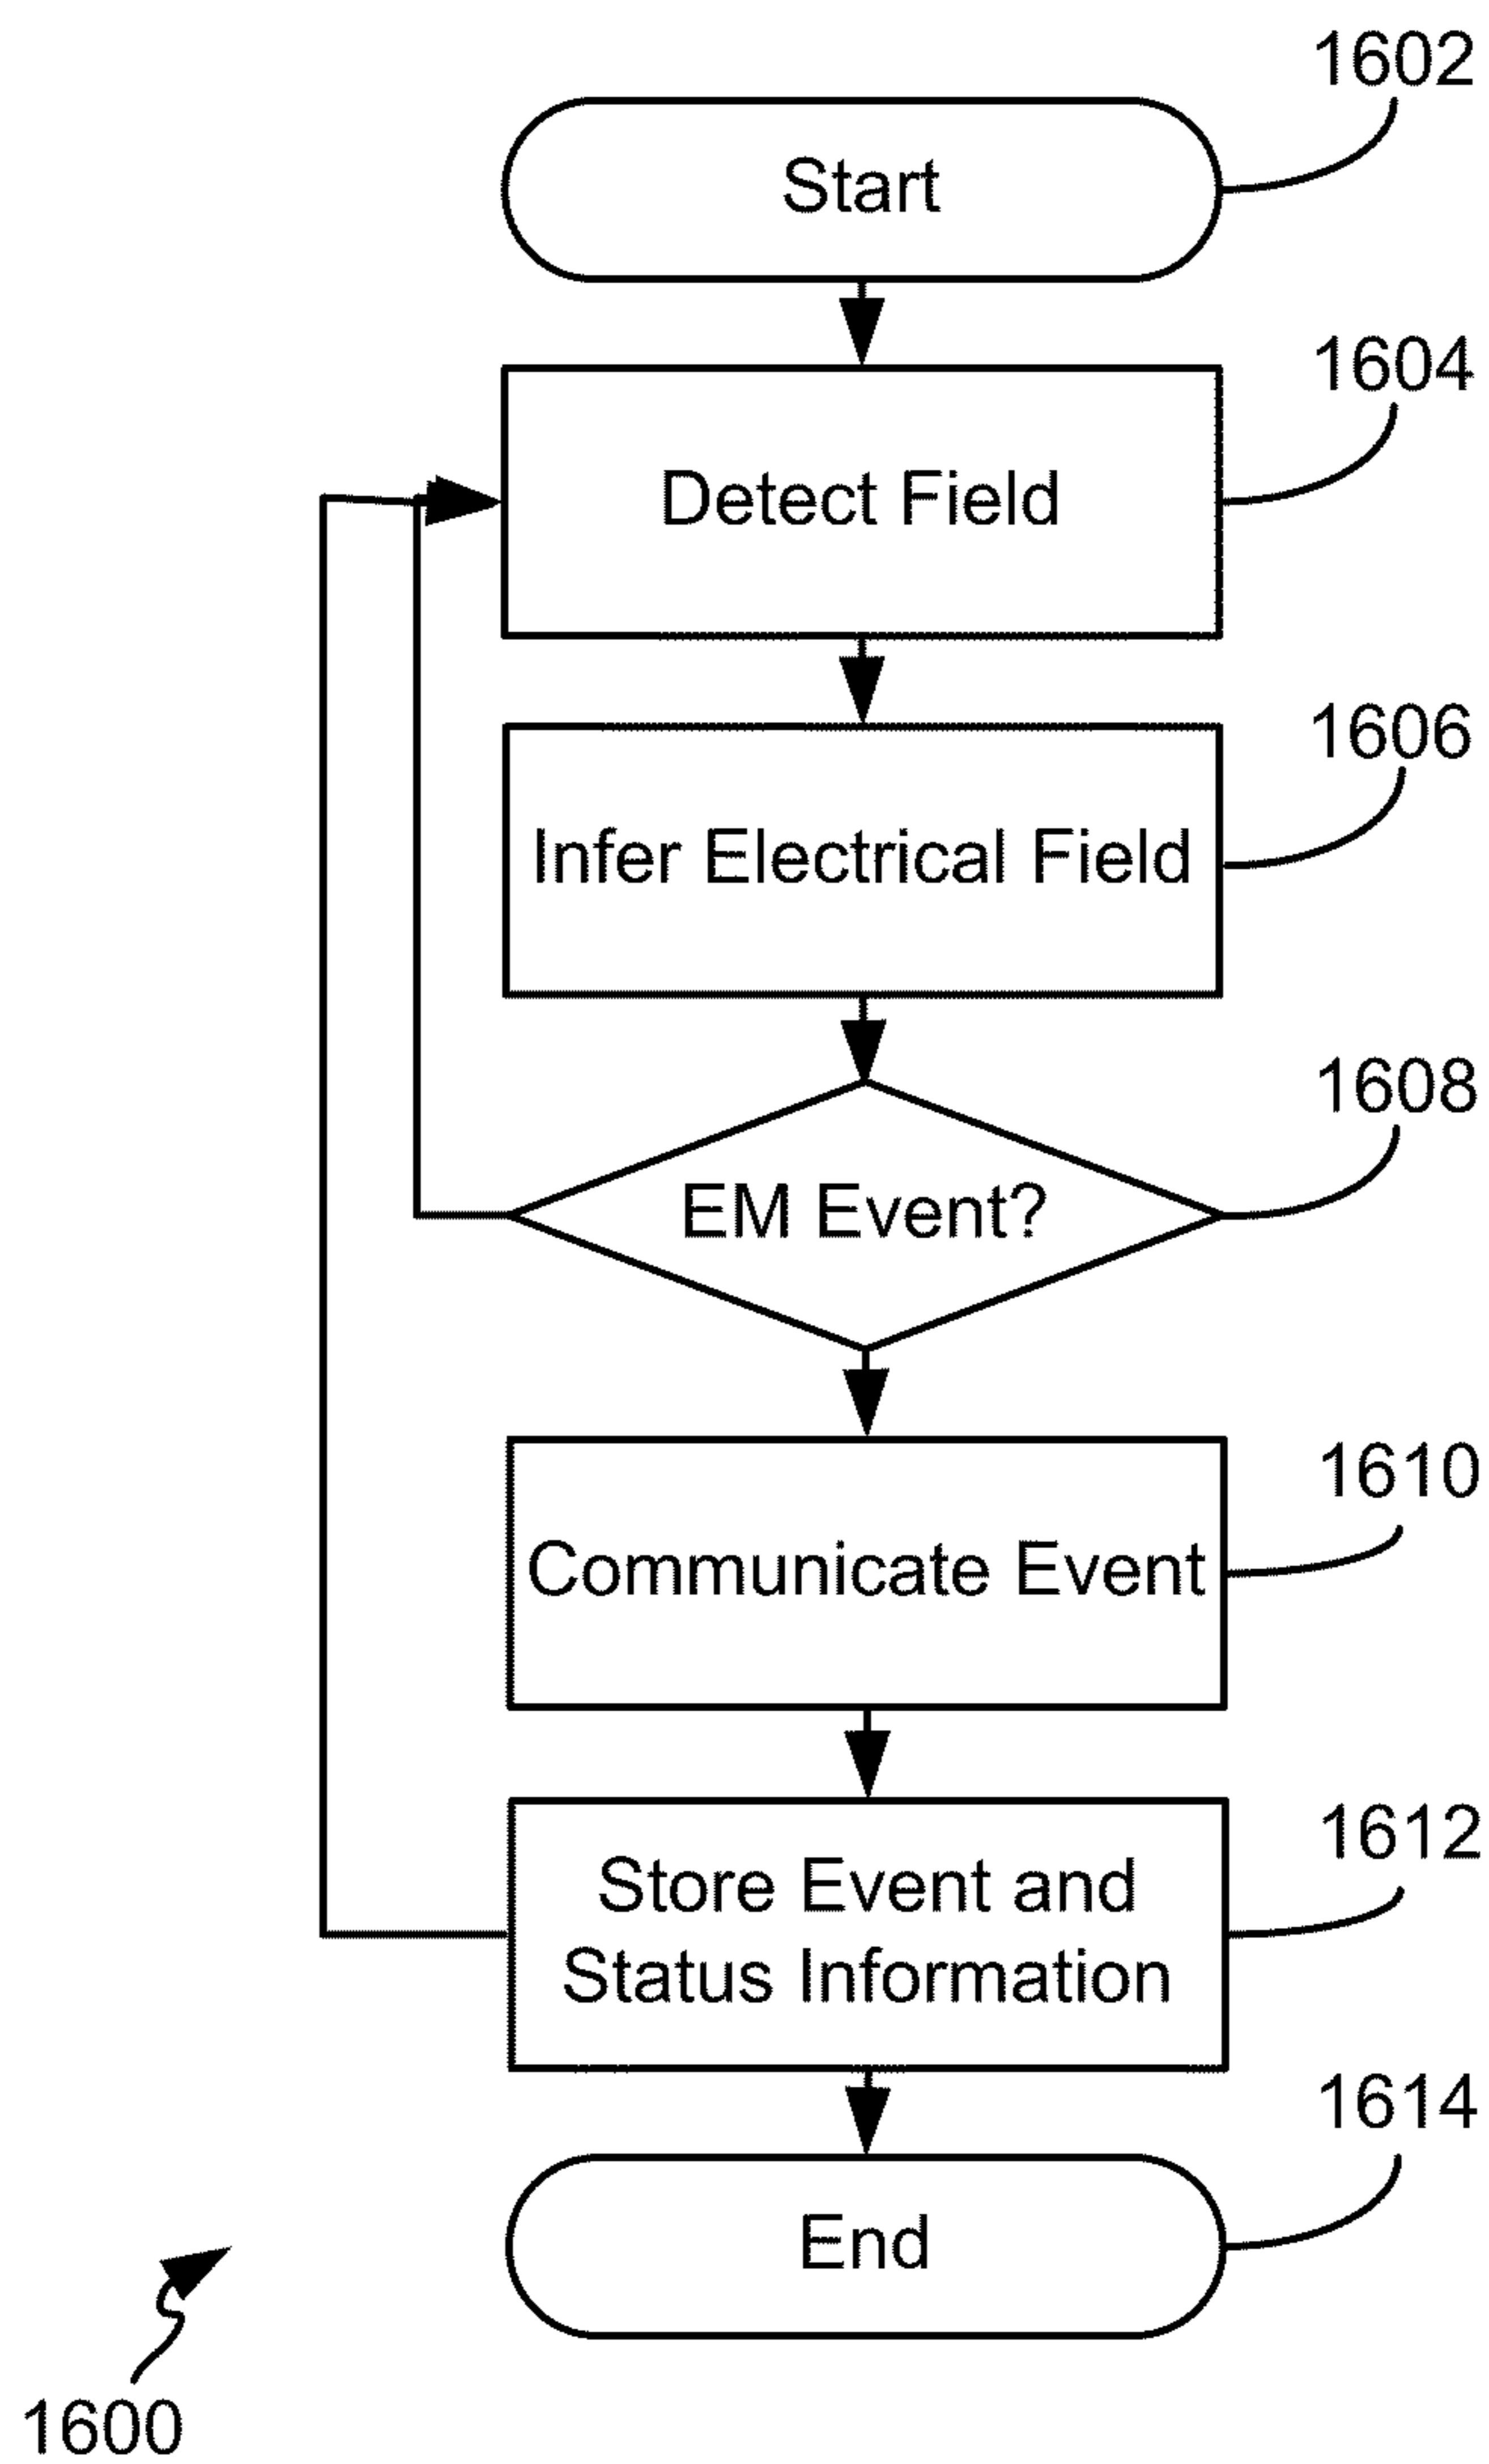 1602
Start
1604
Detect Field
1606
Infer Electrical Field
1608
EM Event?
1610
Communicate Event
1612
Store Event and
Status Information
1614
End
1600